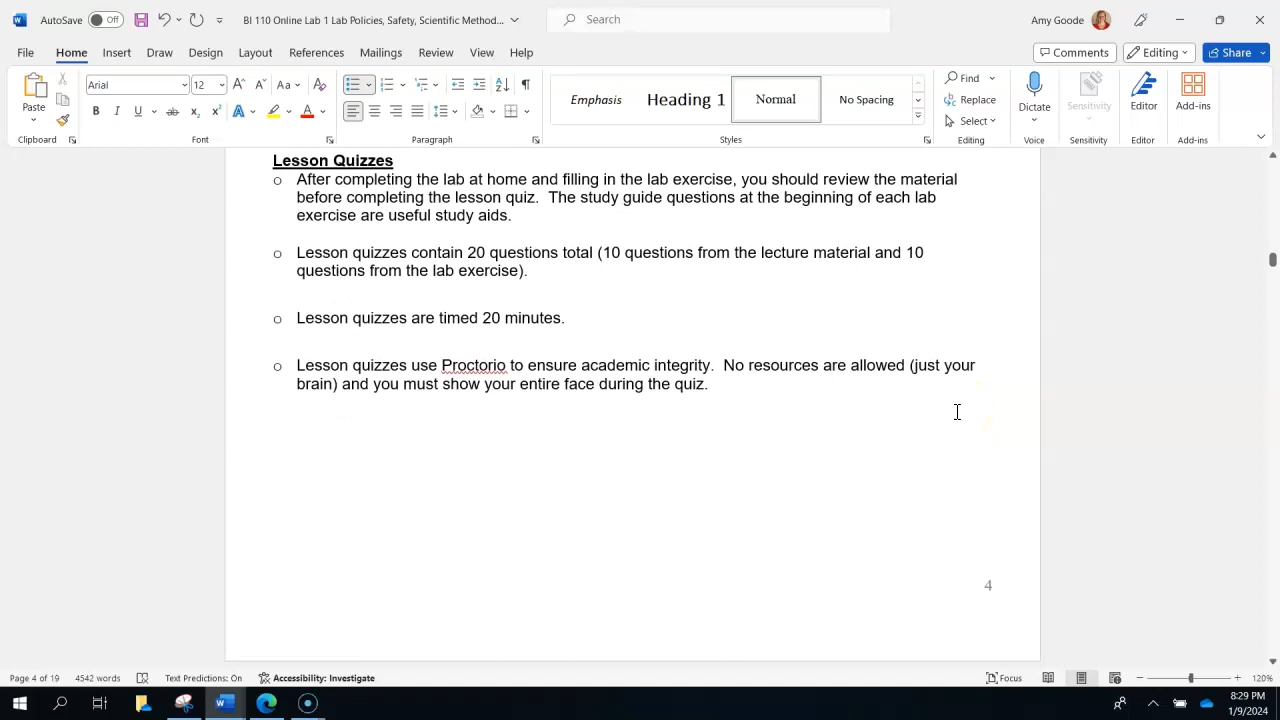 AutoSave Off BI 110 Online Lab 1 Lab Policies, Safety, Scientific Method... Search Amy Goode
File Home Insert Draw Design Layout References Mailings Review View Help Comments Editing Share
Arial 12 Aa Emphasis Heading 1 Normal No Spacing Find
Paste B I U ab x₂ x² A A Replace Dictate Sensitivity Editor Add-ins
Select
Clipboard Font Paragraph Styles Editing Voice Sensitivity Editor Add-ins
Lesson Quizzes
o After completing the lab at home and filling in the lab exercise, you should review the material
before completing the lesson quiz. The study guide questions at the beginning of each lab
exercise are useful study aids.
o Lesson quizzes contain 20 questions total (10 questions from the lecture material and 10
questions from the lab exercise).
o Lesson quizzes are timed 20 minutes.
o Lesson quizzes use Proctorio to ensure academic integrity. No resources are allowed (just your
brain) and you must show your entire face during the quiz.
4
Page 4 of 19 4542 words Text Predictions: On Accessibility: Investigate Focus 120%
8:29 PM
1/9/2024